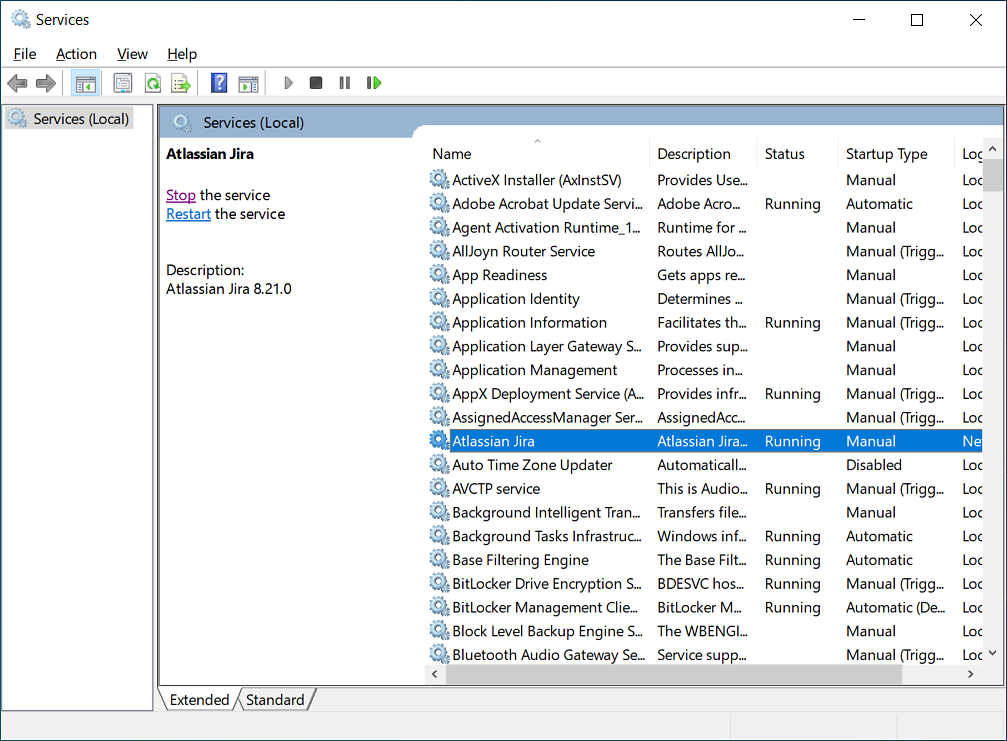 Services
File Action View Help
Services (Local)
Services (Local)
Atlassian Jira
Stop the service
Restart the service
Description:
Atlassian Jira 8.21.0
Name Description Status Startup Type Log
ActiveX Installer (AxInstSV) Provides Use... Manual Loc
Adobe Acrobat Update Servi... Adobe Acro... Running Automatic Loc
Agent Activation Runtime_1... Runtime for ... Manual Loc
AllJoyn Router Service Routes AllJo... Manual (Trigg... Loc
App Readiness Gets apps re... Manual Loc
Application Identity Determines ... Manual (Trigg... Loc
Application Information Facilitates th... Running Manual (Trigg... Loc
Application Layer Gateway S... Provides sup... Manual Loc
Application Management Processes in... Manual Loc
AppX Deployment Service (A... Provides infr... Running Manual (Trigg... Loc
AssignedAccessManager Ser... AssignedAcc... Manual (Trigg... Loc
Atlassian Jira Atlassian Jira... Running Manual Net
Auto Time Zone Updater Automaticall... Disabled Loc
AVCTP service This is Audio... Running Manual (Trigg... Loc
Background Intelligent Tran... Transfers file... Manual Loc
Background Tasks Infrastruc... Windows inf... Running Automatic Loc
Base Filtering Engine The Base Filt... Running Automatic Loc
BitLocker Drive Encryption S... BDESVC hos... Running Manual (Trigg... Loc
BitLocker Management Clie... BitLocker M... Running Automatic (De... Loc
Block Level Backup Engine S... The WBENGI... Manual Loc
Bluetooth Audio Gateway Se... Service supp... Manual (Trigg... Loc
Extended Standard